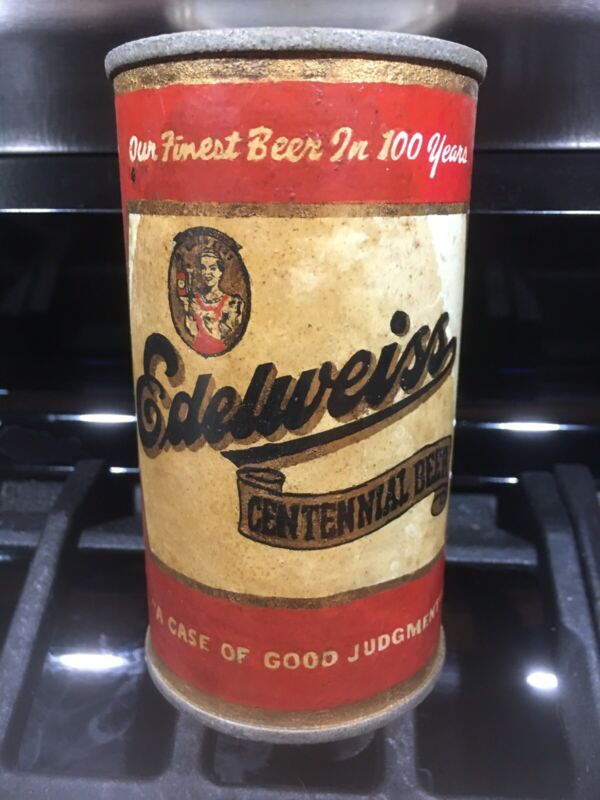 Our Finest Beer In 100 Years
Edelweiss
CENTENNIAL BEER
"A CASE OF GOOD JUDGMENT"